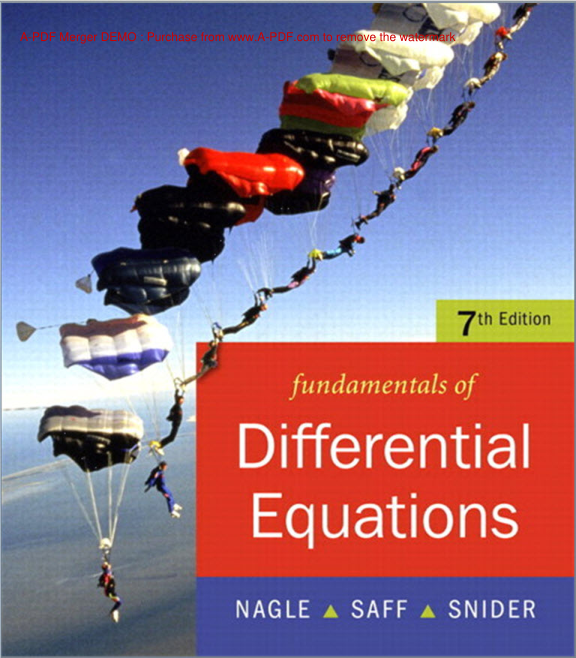 A-PDF Merger DEMO : Purchase from www.A-PDF.com to remove the watermark
7th Edition
fundamentals of
Differential
Equations
NAGLE ▲ SAFF ▲ SNIDER